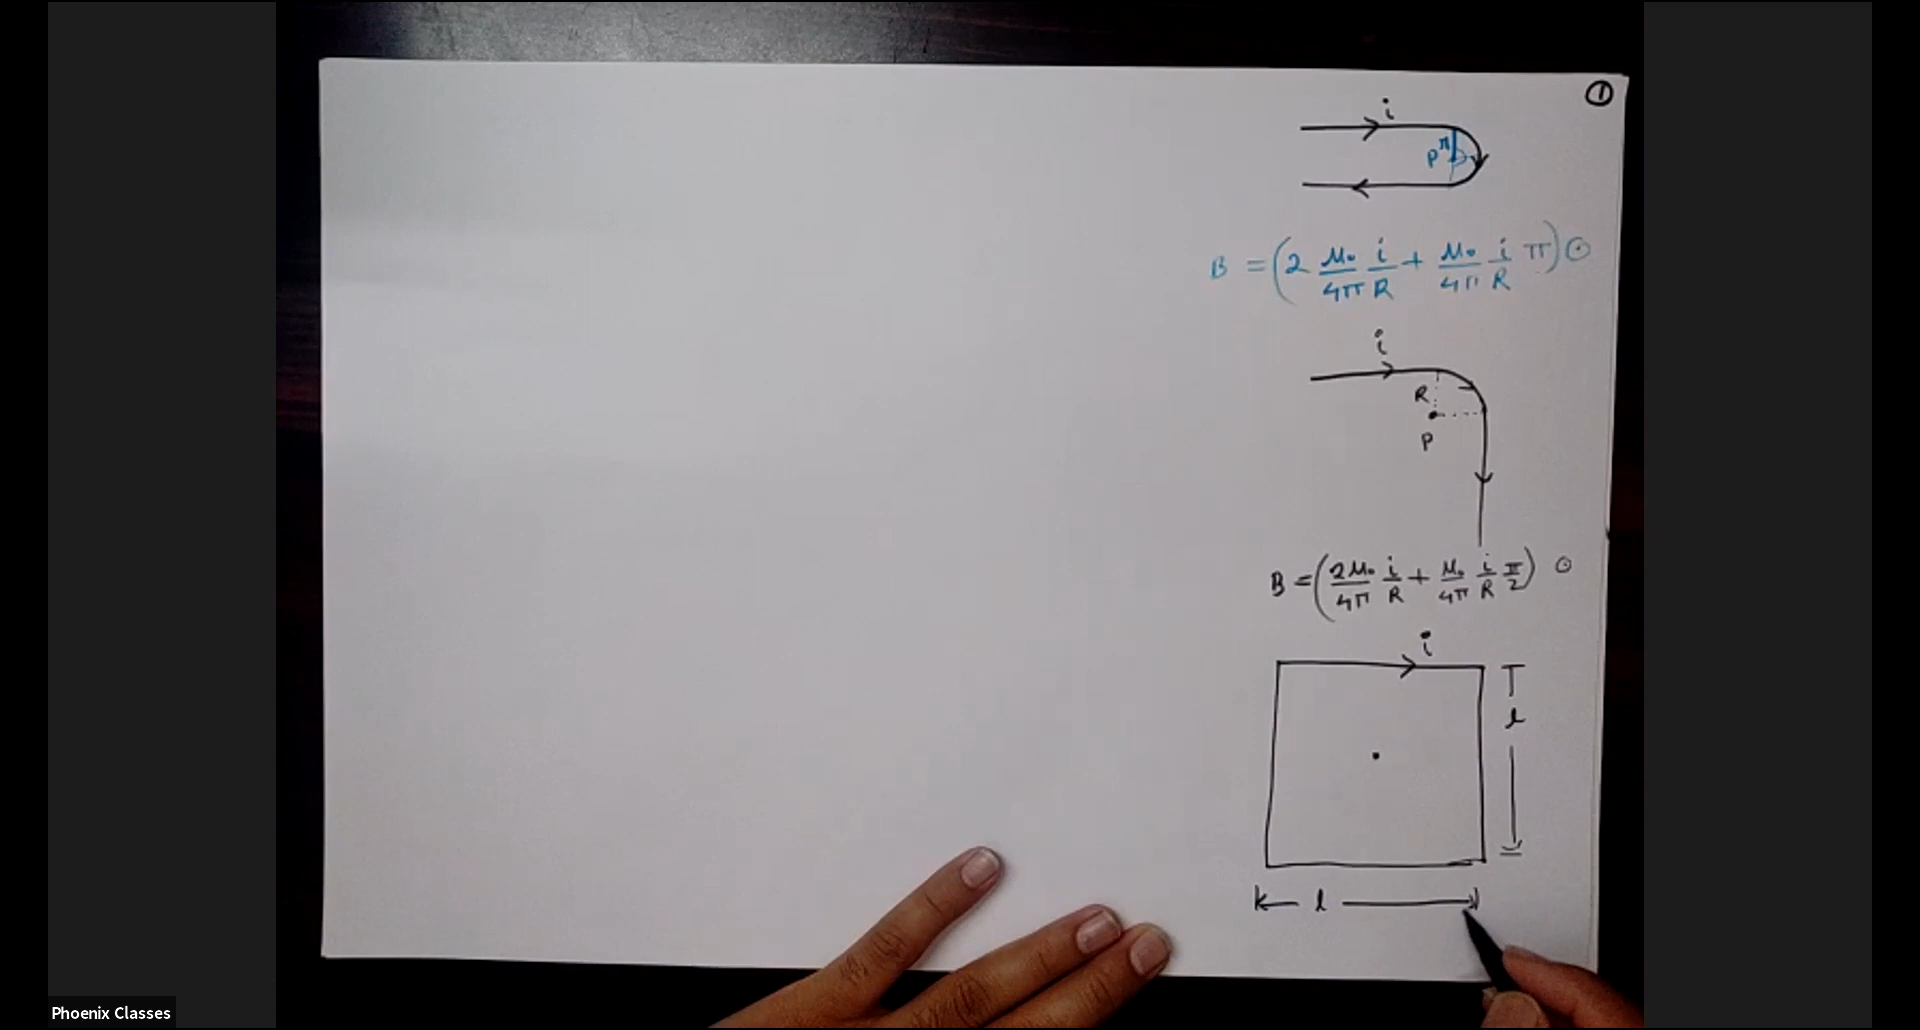 ①
i
P π
B = (2 μ₀/4π i/R + μ₀/4π i/R π) ⊙
i
R
P
B = (2μ₀/4π i/R + μ₀/4π i/R π/2) ⊙
i
l
l
Phoenix Classes